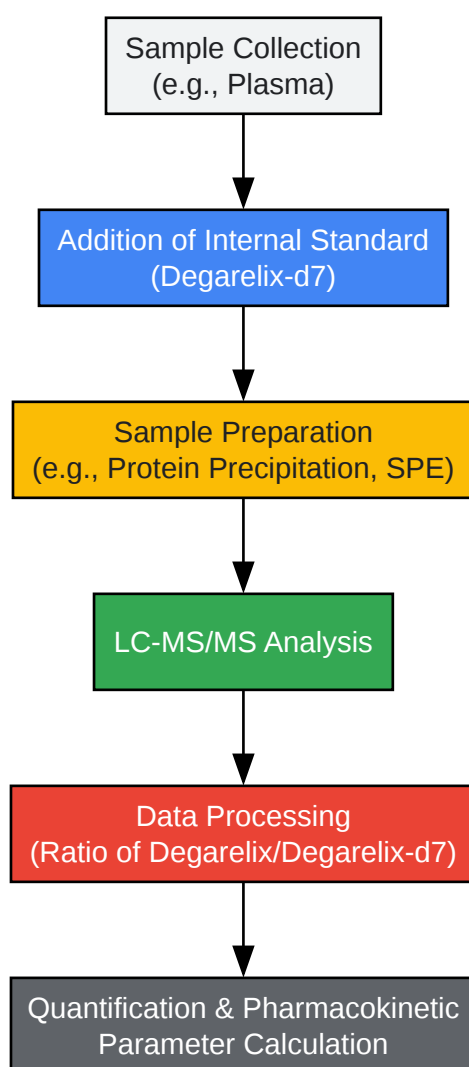 Sample Collection
(e.g., Plasma)
Addition of Internal Standard
(Degarelix-d7)
Sample Preparation
(e.g., Protein Precipitation, SPE)
LC-MS/MS Analysis
Data Processing
(Ratio of Degarelix/Degarelix-d7)
Quantification & Pharmacokinetic
Parameter Calculation